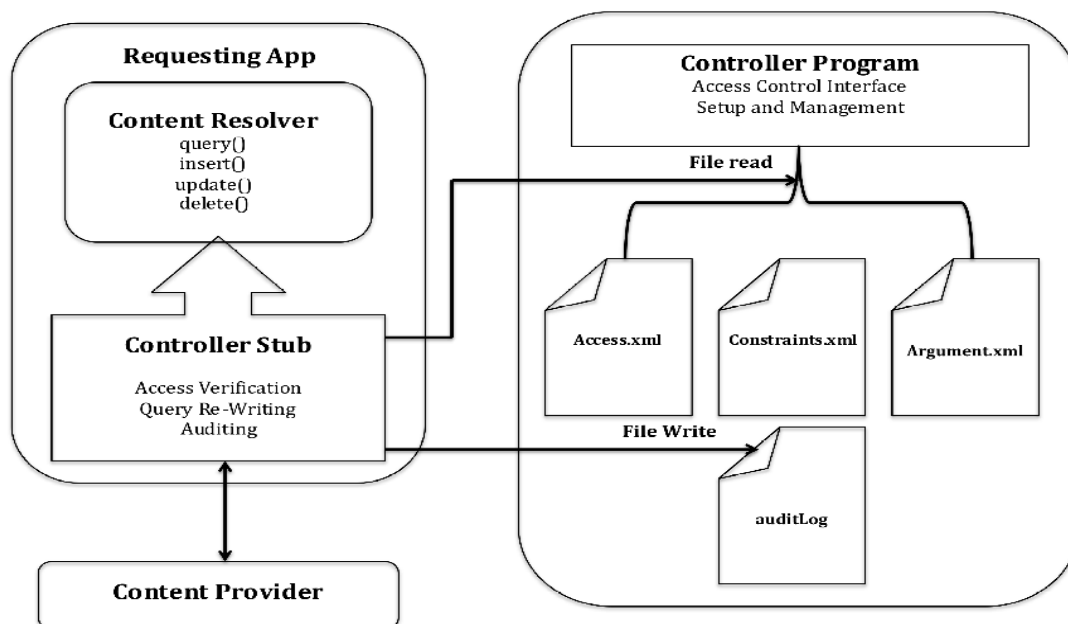 Requesting App
Content Resolver
query()
insert()
update()
delete()
Controller Stub
Access Verification
Query Re-Writing
Auditing
Content Provider
Controller Program
Access Control Interface
Setup and Management
File read
Access.xml
Constraints.xml
Argument.xml
File Write
auditLog